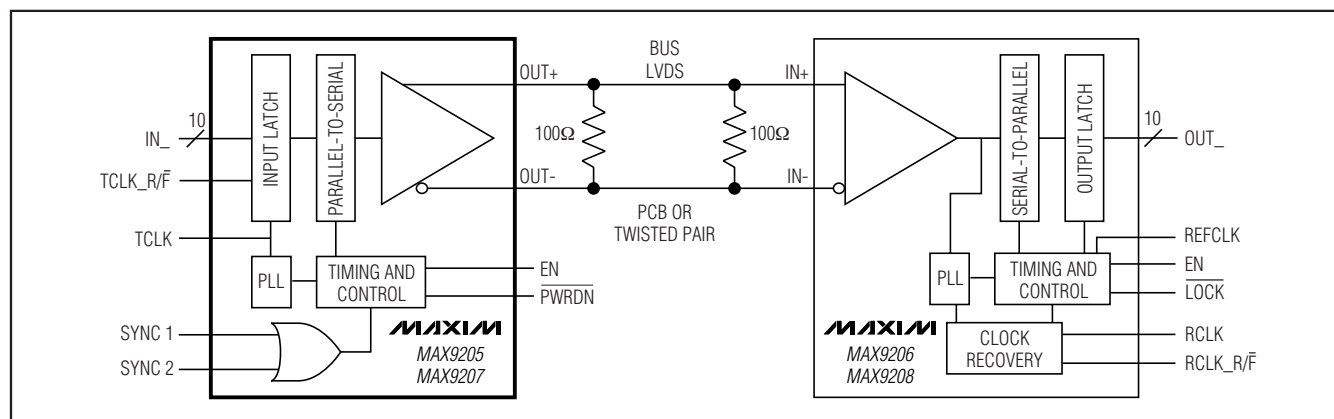 10
IN_
TCLK_R/F̅
TCLK
SYNC 1
SYNC 2
INPUT LATCH
PARALLEL-TO-SERIAL
PLL
TIMING AND
CONTROL
EN
P̅W̅R̅D̅N̅
MAXIM
MAX9205
MAX9207
OUT+
OUT-
BUS
LVDS
100Ω
100Ω
PCB OR
TWISTED PAIR
IN+
IN-
SERIAL-TO-PARALLEL
OUTPUT LATCH
10
OUT_
PLL
TIMING AND
CONTROL
CLOCK
RECOVERY
REFCLK
EN
L̅O̅C̅K̅
RCLK
RCLK_R/F̅
MAXIM
MAX9206
MAX9208